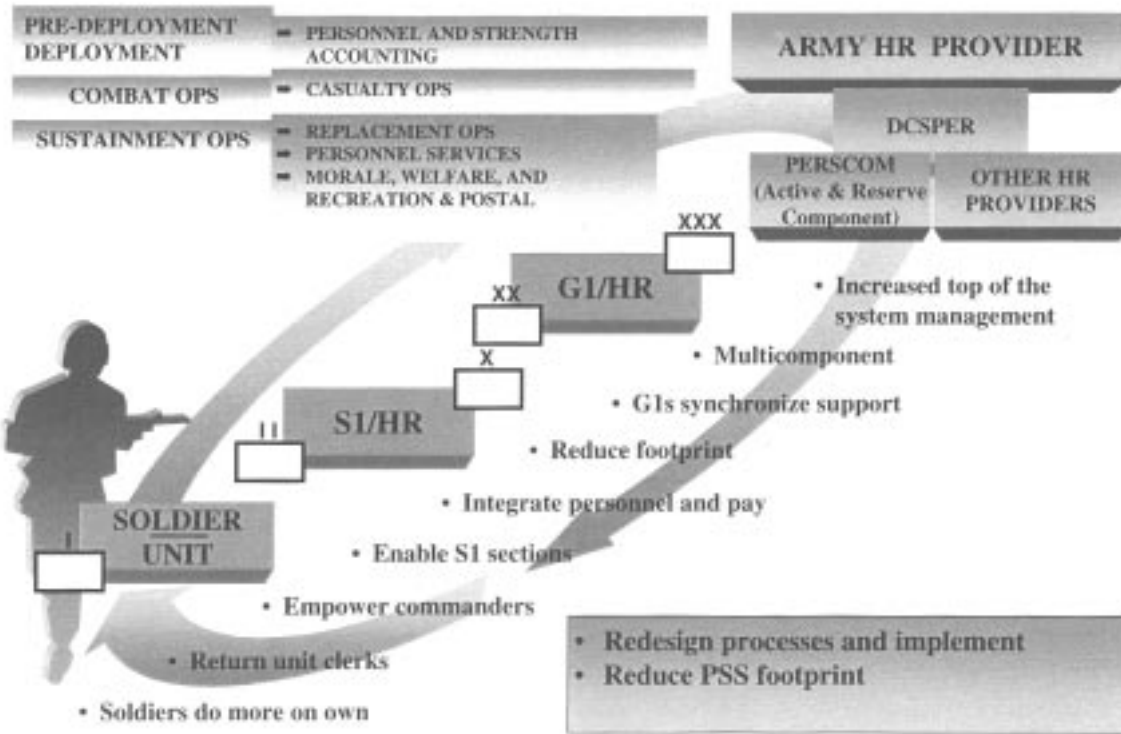 PRE-DEPLOYMENT
DEPLOYMENT
➡ PERSONNEL AND STRENGTH
ACCOUNTING
COMBAT OPS
➡ CASUALTY OPS
SUSTAINMENT OPS
➡ REPLACEMENT OPS
➡ PERSONNEL SERVICES
➡ MORALE, WELFARE, AND
RECREATION & POSTAL
ARMY HR PROVIDER
DCSPER
PERSCOM
(Active & Reserve
Component)
OTHER HR
PROVIDERS
XXX
G1/HR
XX
X
S1/HR
I I
SOLDIER
UNIT
I
• Increased top of the
system management
• Multicomponent
• G1s synchronize support
• Reduce footprint
• Integrate personnel and pay
• Enable S1 sections
• Empower commanders
• Return unit clerks
• Soldiers do more on own
• Redesign processes and implement
• Reduce PSS footprint